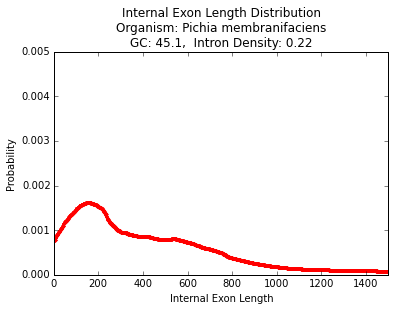 Internal Exon Length Distribution
Organism: Pichia membranifaciens
GC: 45.1,  Intron Density: 0.22
0.005
0.004
0.003
0.002
0.001
0.000
Probability
0 200 400 600 800 1000 1200 1400
Internal Exon Length